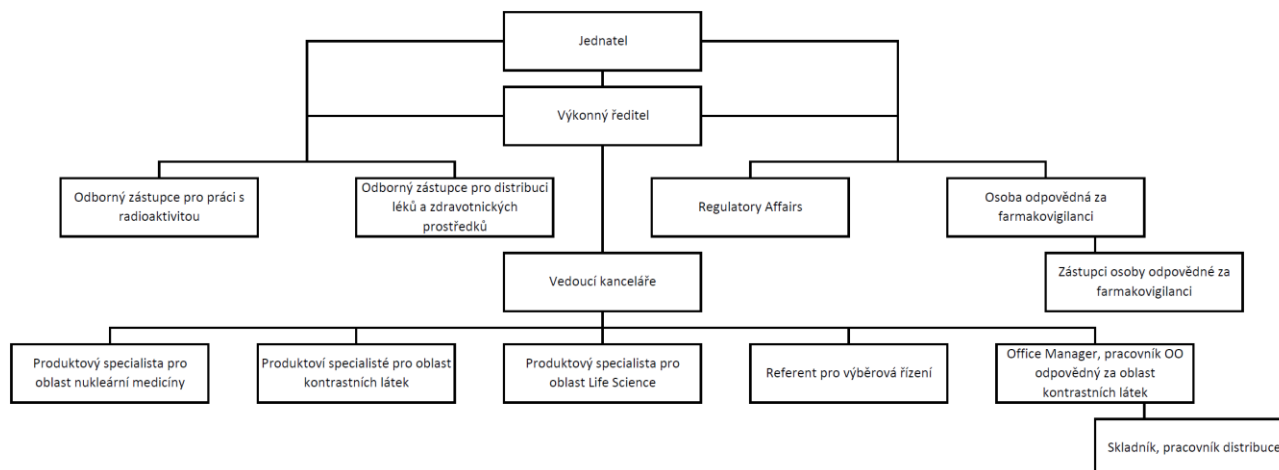 Jednatel
Výkonný ředitel
Odborný zástupce pro práci s
radioaktivitou
Odborný zástupce pro distribuci
léků a zdravotnických
prostředků
Regulatory Affairs
Osoba odpovědná za
farmakovigilanci
Vedoucí kanceláře
Zástupci osoby odpovědné za
farmakovigilanci
Produktový specialista pro
oblast nukleární medicíny
Produktoví specialisté pro oblast
kontrastních látek
Produktový specialista pro
oblast Life Science
Referent pro výběrová řízení
Office Manager, pracovník OO
odpovědný za oblast
kontrastních látek
Skladník, pracovník distribuce